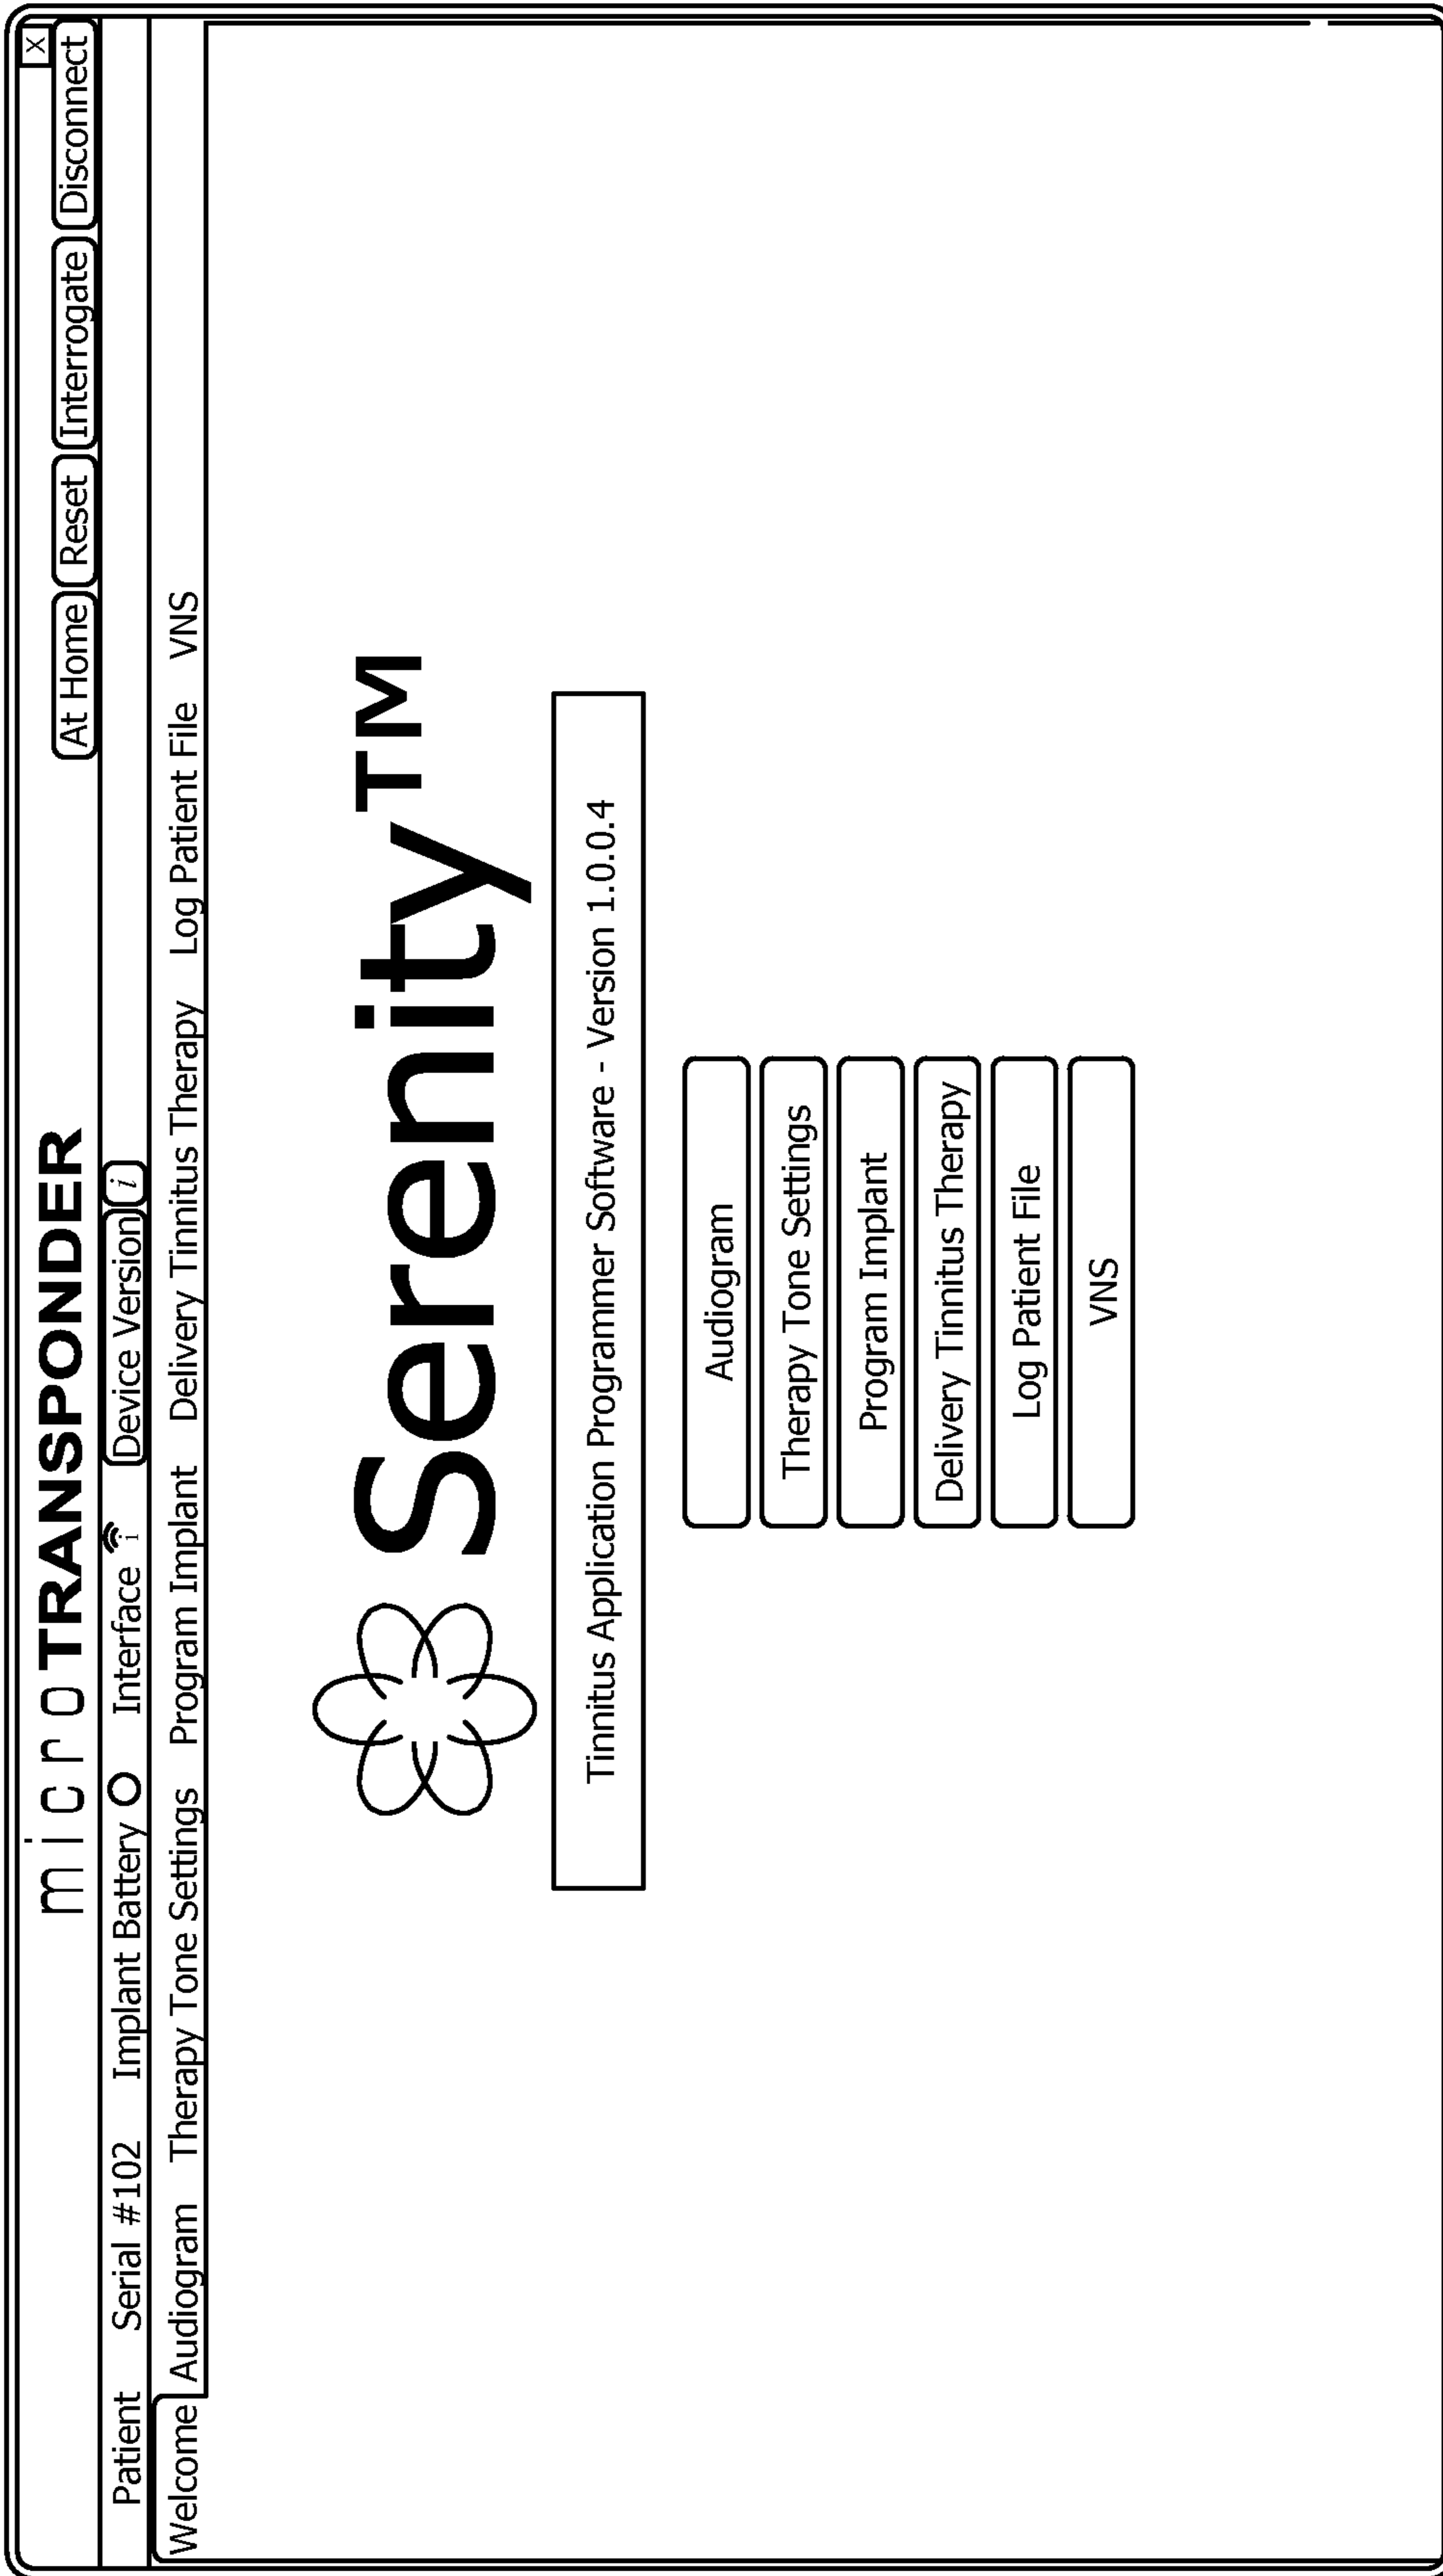 X
micro TRANSPONDER
At Home Reset Interrogate Disconnect
Patient Serial #102 Implant Battery Interface i Device Version i
Welcome Audiogram Therapy Tone Settings Program Implant Delivery Tinnitus Therapy Log Patient File VNS
Serenity™
Tinnitus Application Programmer Software - Version 1.0.0.4
Audiogram
Therapy Tone Settings
Program Implant
Delivery Tinnitus Therapy
Log Patient File
VNS